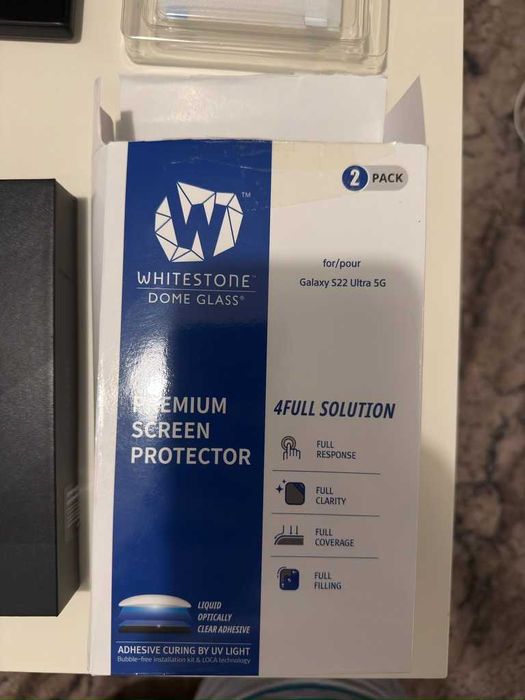 2 PACK
W ™
WHITESTONE™
DOME GLASS®
for/pour
Galaxy S22 Ultra 5G
PREMIUM
SCREEN
PROTECTOR
4FULL SOLUTION
FULL
RESPONSE
FULL
CLARITY
FULL
COVERAGE
FULL
FILLING
LIQUID
OPTICALLY
CLEAR ADHESIVE
ADHESIVE CURING BY UV LIGHT
Bubble-free installation kit & LOCA technology